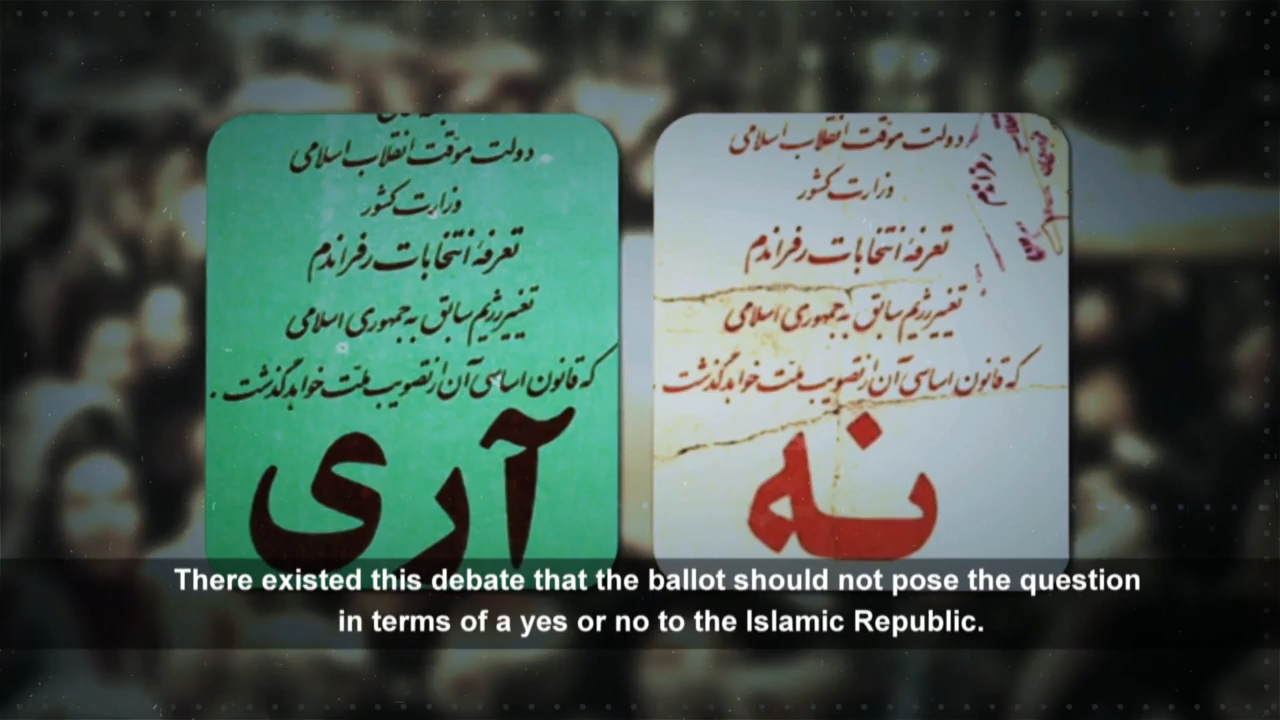 دولت موقت انقلاب اسلامی
وزارت کشور
تعرفهٔ انتخابات رفراندم
تغییر رژیم سابق به جمهوری اسلامی
که قانون اساسی آن از تصویب ملت خواهد گذشت .
آری
دولت موقت انقلاب اسلامی
وزارت کشور
تعرفهٔ انتخابات رفراندم
تغییر رژیم سابق به جمهوری اسلامی
که قانون اساسی آن از تصویب ملت خواهد گذشت .
نه
There existed this debate that the ballot should not pose the question
in terms of a yes or no to the Islamic Republic.